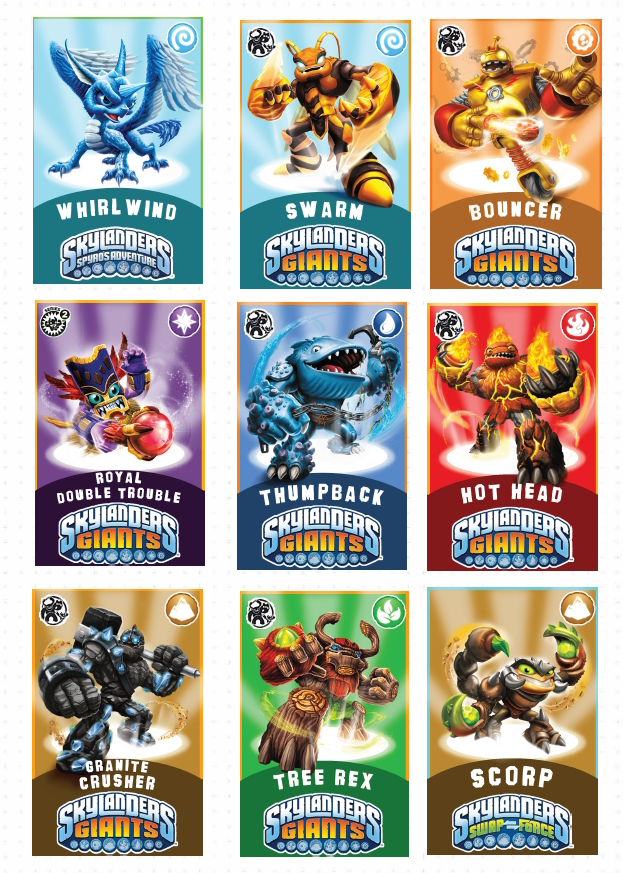 WHIRLWIND
SKYLANDERS
SPYRO'S ADVENTURE
SWARM
SKYLANDERS
GIANTS
BOUNCER
SKYLANDERS
GIANTS
2
ROYAL
DOUBLE TROUBLE
SKYLANDERS
GIANTS
THUMPBACK
SKYLANDERS
GIANTS
HOT HEAD
SKYLANDERS
GIANTS
GRANITE
CRUSHER
SKYLANDERS
GIANTS
TREE REX
SKYLANDERS
GIANTS
SCORP
SKYLANDERS
SWAP FORCE